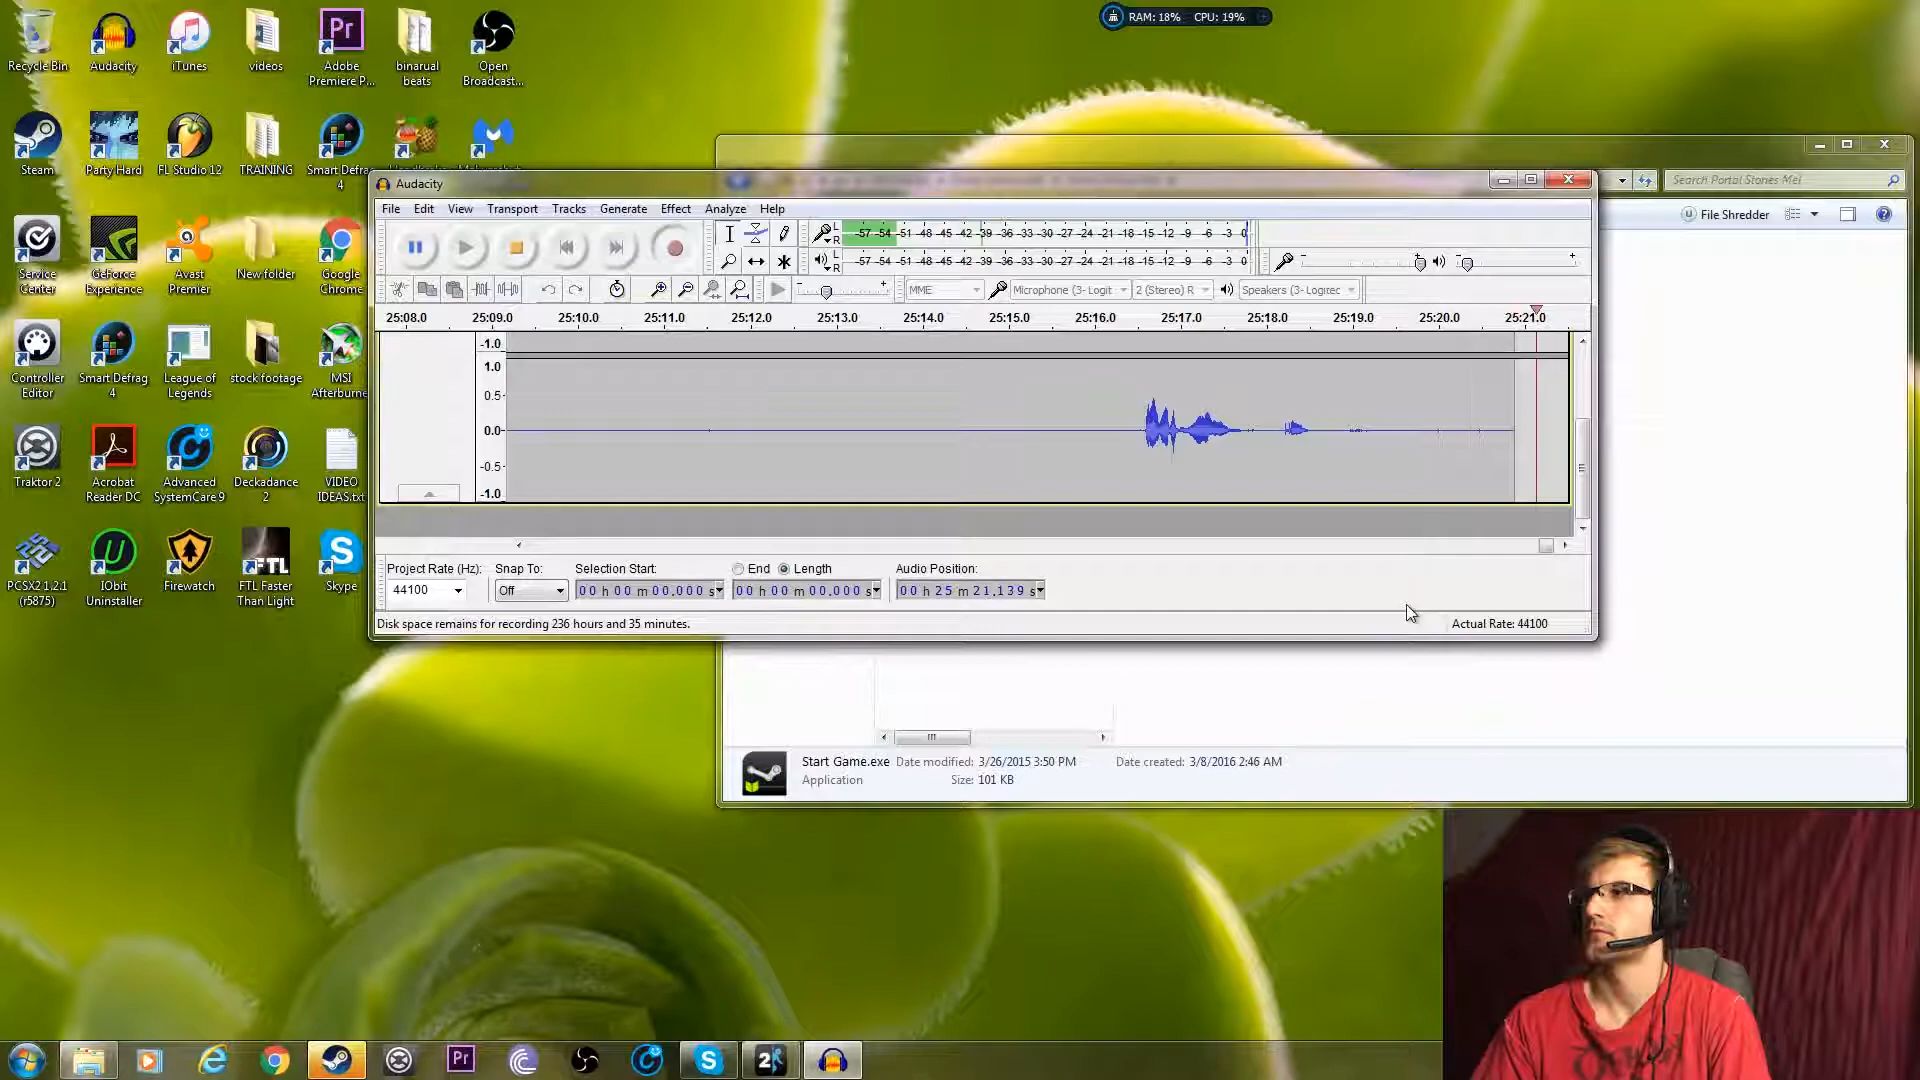 RAM: 18% CPU: 19%
Recycle Bin
Audacity
iTunes
videos
Adobe
Premiere P...
binarual
beats
Open
Broadcast...
Steam
Party Hard
FL Studio 12
TRAINING
Smart Defrag
4
Search Portal Stories Mel
File Shredder
Audacity
File Edit View Transport Tracks Generate Effect Analyze Help
L
R
-57 -54 -51 -48 -45 -42 -39 -36 -33 -30 -27 -24 -21 -18 -15 -12 -9 -6 -3 0
L
R
-57 -54 -51 -48 -45 -42 -39 -36 -33 -30 -27 -24 -21 -18 -15 -12 -9 -6 -3 0
MME Microphone (3- Logit 2 (Stereo) R Speakers (3- Logitec
25:08.0 25:09.0 25:10.0 25:11.0 25:12.0 25:13.0 25:14.0 25:15.0 25:16.0 25:17.0 25:18.0 25:19.0 25:20.0 25:21.0
-1.0
1.0
0.5-
0.0-
-0.5-
-1.0
Service
Center
GeForce
Experience
Avast
Premier
New folder
Google
Chrome
Controller
Editor
Smart Defrag
4
League of
Legends
stock footage
MSI
Afterburne
Traktor 2
Acrobat
Reader DC
Advanced
SystemCare 9
Deckadance
2
VIDEO
IDEAS.txt
PCSX2 1.2.1
(r5875)
IObit
Uninstaller
Firewatch
FTL Faster
Than Light
Skype
Project Rate (Hz): Snap To: Selection Start: End Length Audio Position:
44100 Off 00 h 00 m 00.000 s 00 h 00 m 00.000 s 00 h 25 m 21.139 s
Disk space remains for recording 236 hours and 35 minutes. Actual Rate: 44100
Start Game.exe Date modified: 3/26/2015 3:50 PM Date created: 3/8/2016 2:46 AM
Application Size: 101 KB